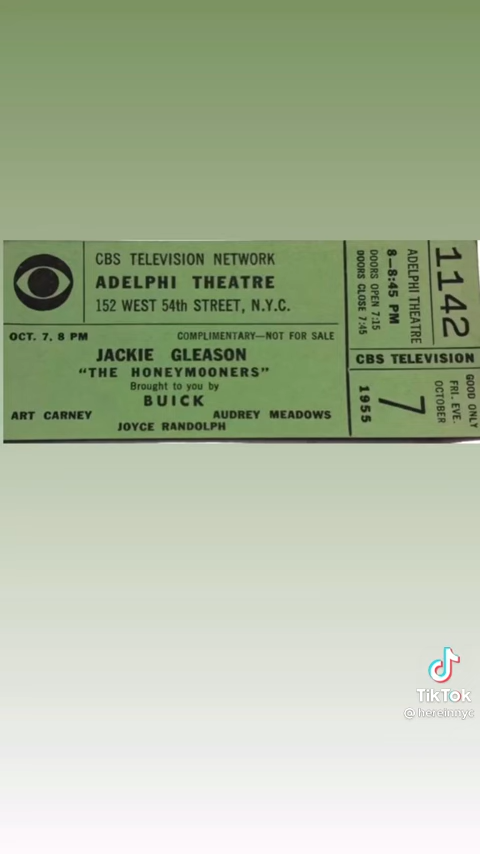 CBS TELEVISION NETWORK
ADELPHI THEATRE
152 WEST 54th STREET, N.Y.C.
OCT. 7, 8 PM
COMPLIMENTARY—NOT FOR SALE
JACKIE GLEASON
"THE HONEYMOONERS"
Brought to you by
BUICK
ART CARNEY
AUDREY MEADOWS
JOYCE RANDOLPH
1142
ADELPHI THEATRE
8–8:45 PM
DOORS OPEN 7:15
DOORS CLOSE 7:45
CBS TELEVISION
GOOD ONLY
FRI. EVE.
OCTOBER
7
1955
TikTok
@hereinnyc